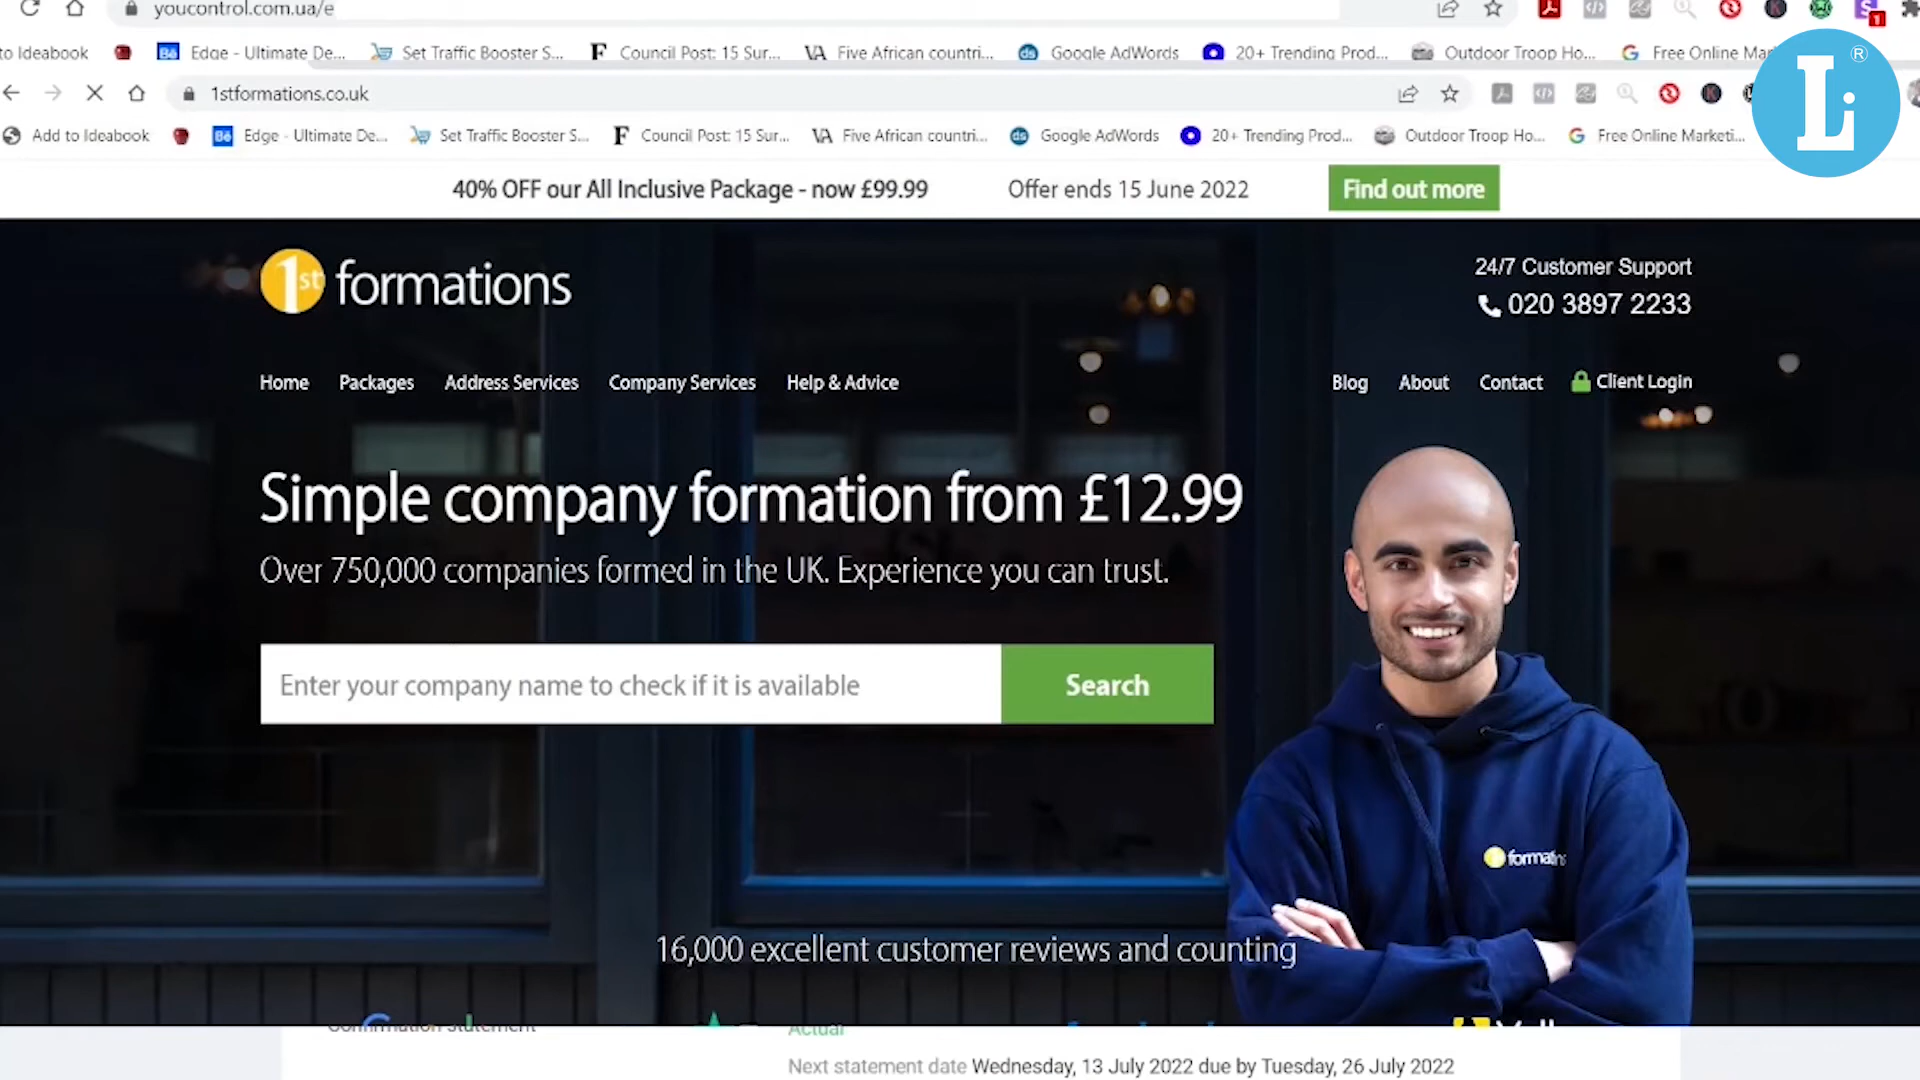 youcontrol.com.ua/e
to Ideabook Edge - Ultimate De... Set Traffic Booster S... Council Post: 15 Sur... Five African countri... Google AdWords 20+ Trending Prod... Outdoor Troop Ho... Free Online Mar
1stformations.co.uk
Add to Ideabook Edge - Ultimate De... Set Traffic Booster S... Council Post: 15 Sur... Five African countri... Google AdWords 20+ Trending Prod... Outdoor Troop Ho... Free Online Marketi...
Li ®
40% OFF our All Inclusive Package - now £99.99 Offer ends 15 June 2022 Find out more
1st formations
24/7 Customer Support
020 3897 2233
Home Packages Address Services Company Services Help & Advice Blog About Contact Client Login
Simple company formation from £12.99
Over 750,000 companies formed in the UK. Experience you can trust.
Enter your company name to check if it is available Search
formations
16,000 excellent customer reviews and counting
Confirmation statement Actual
Next statement date Wednesday, 13 July 2022 due by Tuesday, 26 July 2022